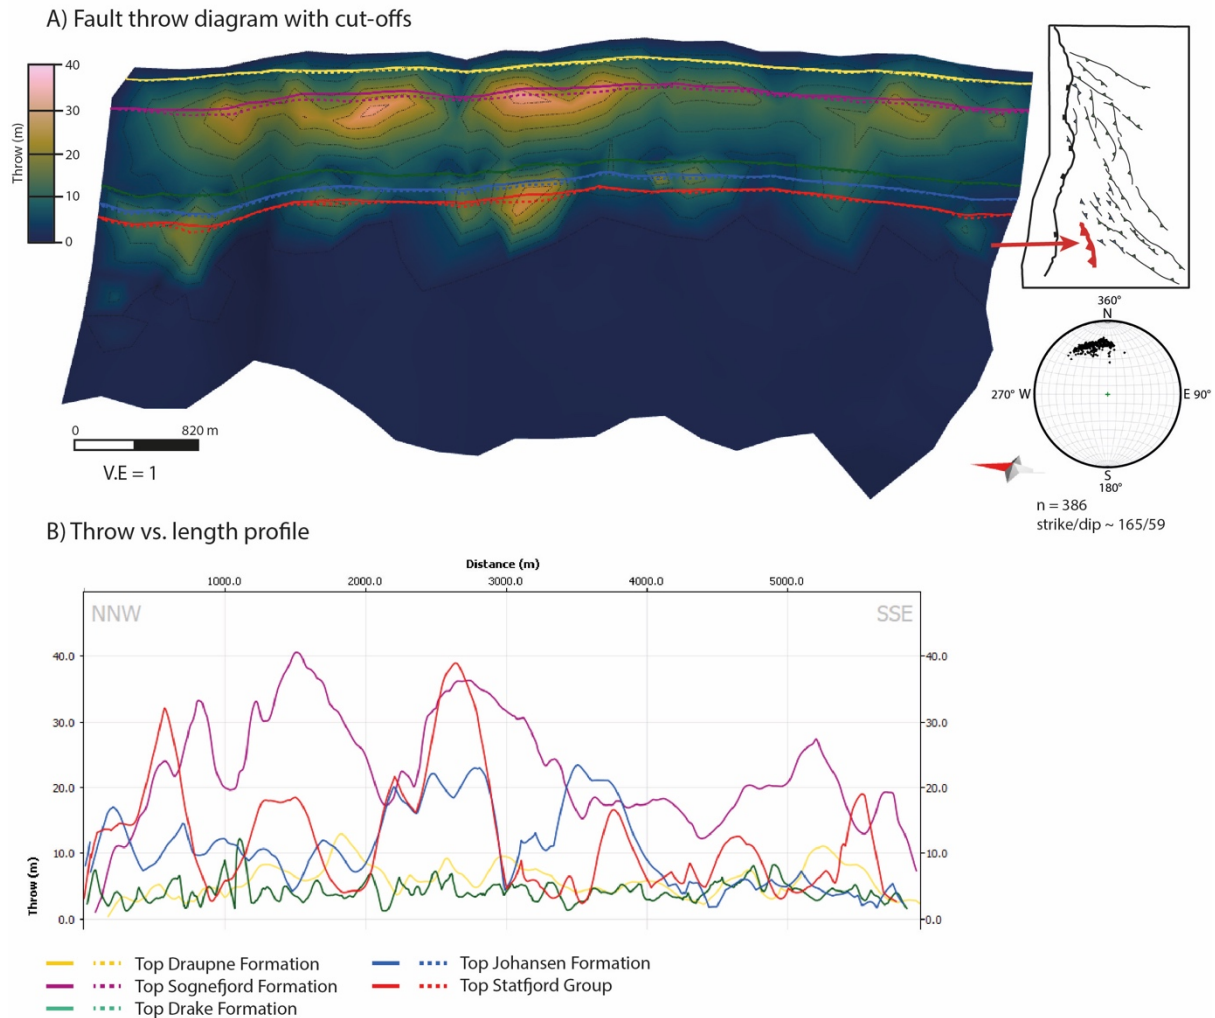 A) Fault throw diagram with cut-offs
40
30
20
10
0
Throw (m)
0 820 m
V.E = 1
360°
N
270° W
E 90°
S
180°
n = 386
strike/dip ~ 165/59
B) Throw vs. length profile
Distance (m)
1000.0 2000.0 3000.0 4000.0 5000.0
NNW SSE
40.0 40.0
30.0 30.0
20.0 20.0
10.0 10.0
0.0 0.0
Throw (m)
Top Draupne Formation Top Johansen Formation
Top Sognefjord Formation Top Statfjord Group
Top Drake Formation